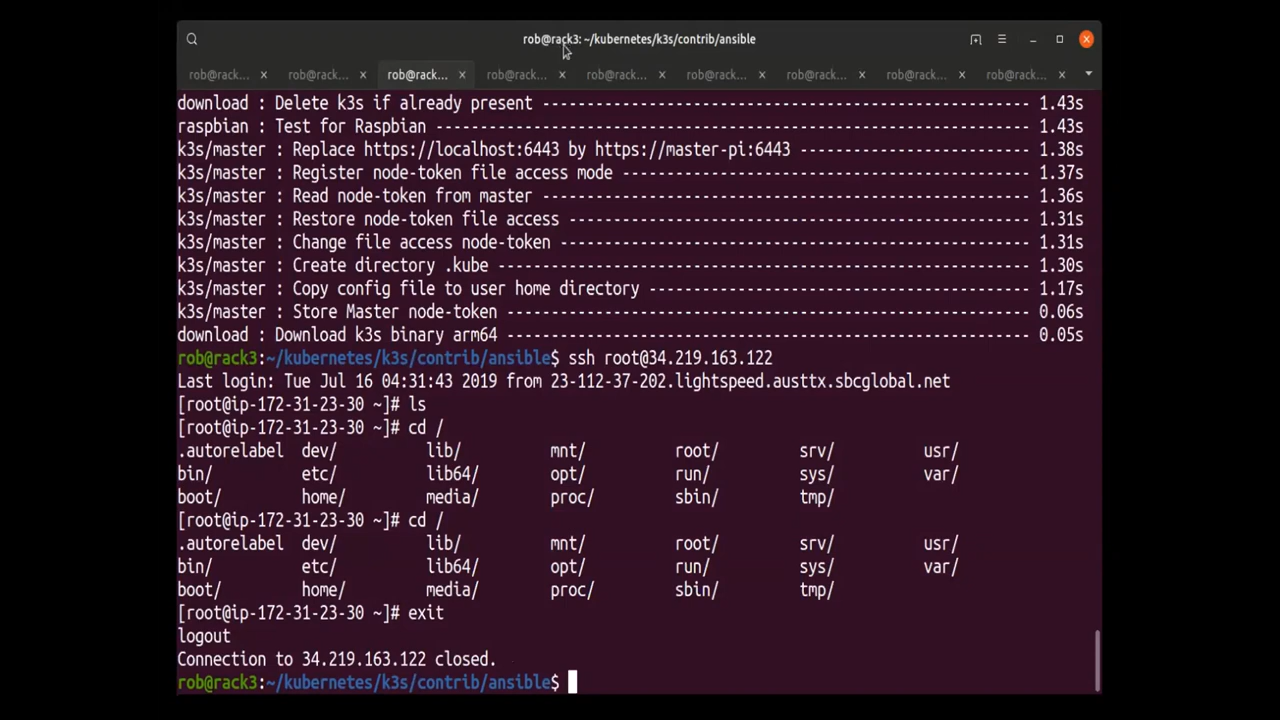 rob@rack3: ~/kubernetes/k3s/contrib/ansible
rob@rack... rob@rack... rob@rack... rob@rack... rob@rack... rob@rack... rob@rack... rob@rack... rob@rack...
download : Delete k3s if already present ----------------------------------------------- 1.43s
raspbian : Test for Raspbian ----------------------------------------------------------- 1.43s
k3s/master : Replace https://localhost:6443 by https://master-pi:6443 ------------------ 1.38s
k3s/master : Register node-token file access mode -------------------------------------- 1.37s
k3s/master : Read node-token from master ----------------------------------------------- 1.36s
k3s/master : Restore node-token file access -------------------------------------------- 1.31s
k3s/master : Change file access node-token --------------------------------------------- 1.31s
k3s/master : Create directory .kube ---------------------------------------------------- 1.30s
k3s/master : Copy config file to user home directory ----------------------------------- 1.17s
k3s/master : Store Master node-token --------------------------------------------------- 0.06s
download : Download k3s binary arm64 --------------------------------------------------- 0.05s
rob@rack3:~/kubernetes/k3s/contrib/ansible$ ssh root@34.219.163.122
Last login: Tue Jul 16 04:31:43 2019 from 23-112-37-202.lightspeed.austtx.sbcglobal.net
[root@ip-172-31-23-30 ~]# ls
[root@ip-172-31-23-30 ~]# cd /
.autorelabel dev/ lib/ mnt/ root/ srv/ usr/
bin/ etc/ lib64/ opt/ run/ sys/ var/
boot/ home/ media/ proc/ sbin/ tmp/
[root@ip-172-31-23-30 ~]# cd /
.autorelabel dev/ lib/ mnt/ root/ srv/ usr/
bin/ etc/ lib64/ opt/ run/ sys/ var/
boot/ home/ media/ proc/ sbin/ tmp/
[root@ip-172-31-23-30 ~]# exit
logout
Connection to 34.219.163.122 closed.
rob@rack3:~/kubernetes/k3s/contrib/ansible$